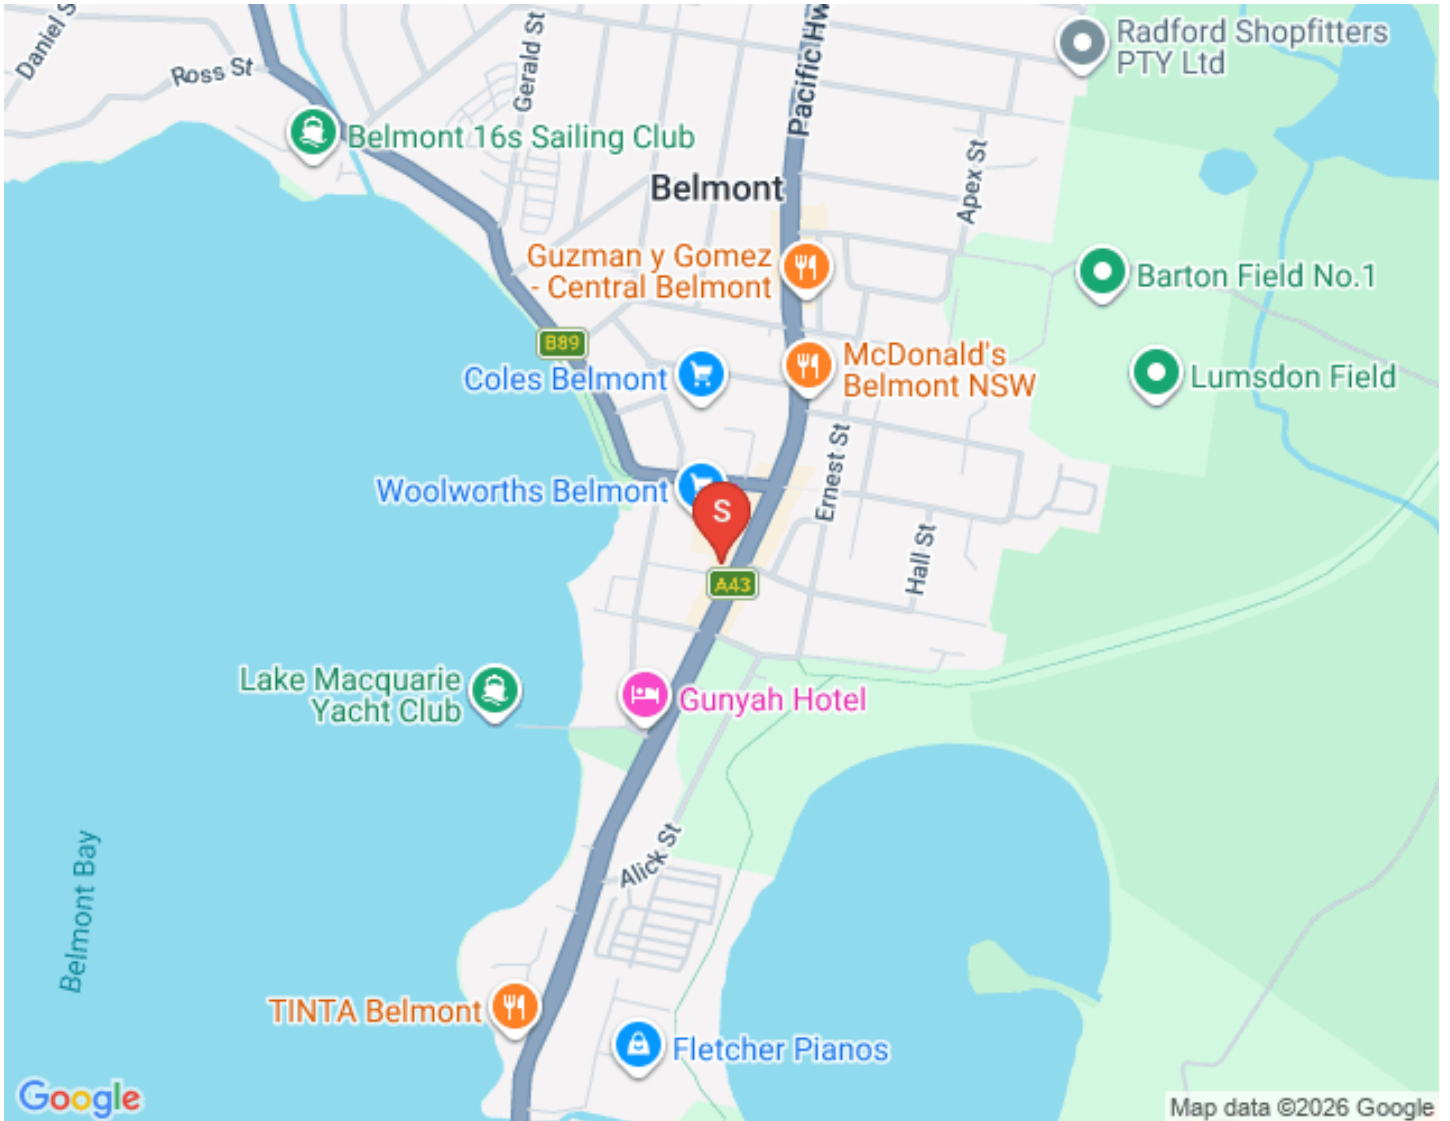 Daniel S
Ross St
Gerald St
Pacific Hw
Radford Shopfitters
PTY Ltd
Belmont 16s Sailing Club
Belmont
Apex St
Guzman y Gomez
- Central Belmont
Barton Field No.1
B89
McDonald's
Belmont NSW
Coles Belmont
Lumsdon Field
Ernest St
Woolworths Belmont
S
Hall St
A43
Lake Macquarie
Yacht Club
Gunyah Hotel
Alick St
Belmont Bay
TINTA Belmont
Fletcher Pianos
Google
Map data ©2026 Google